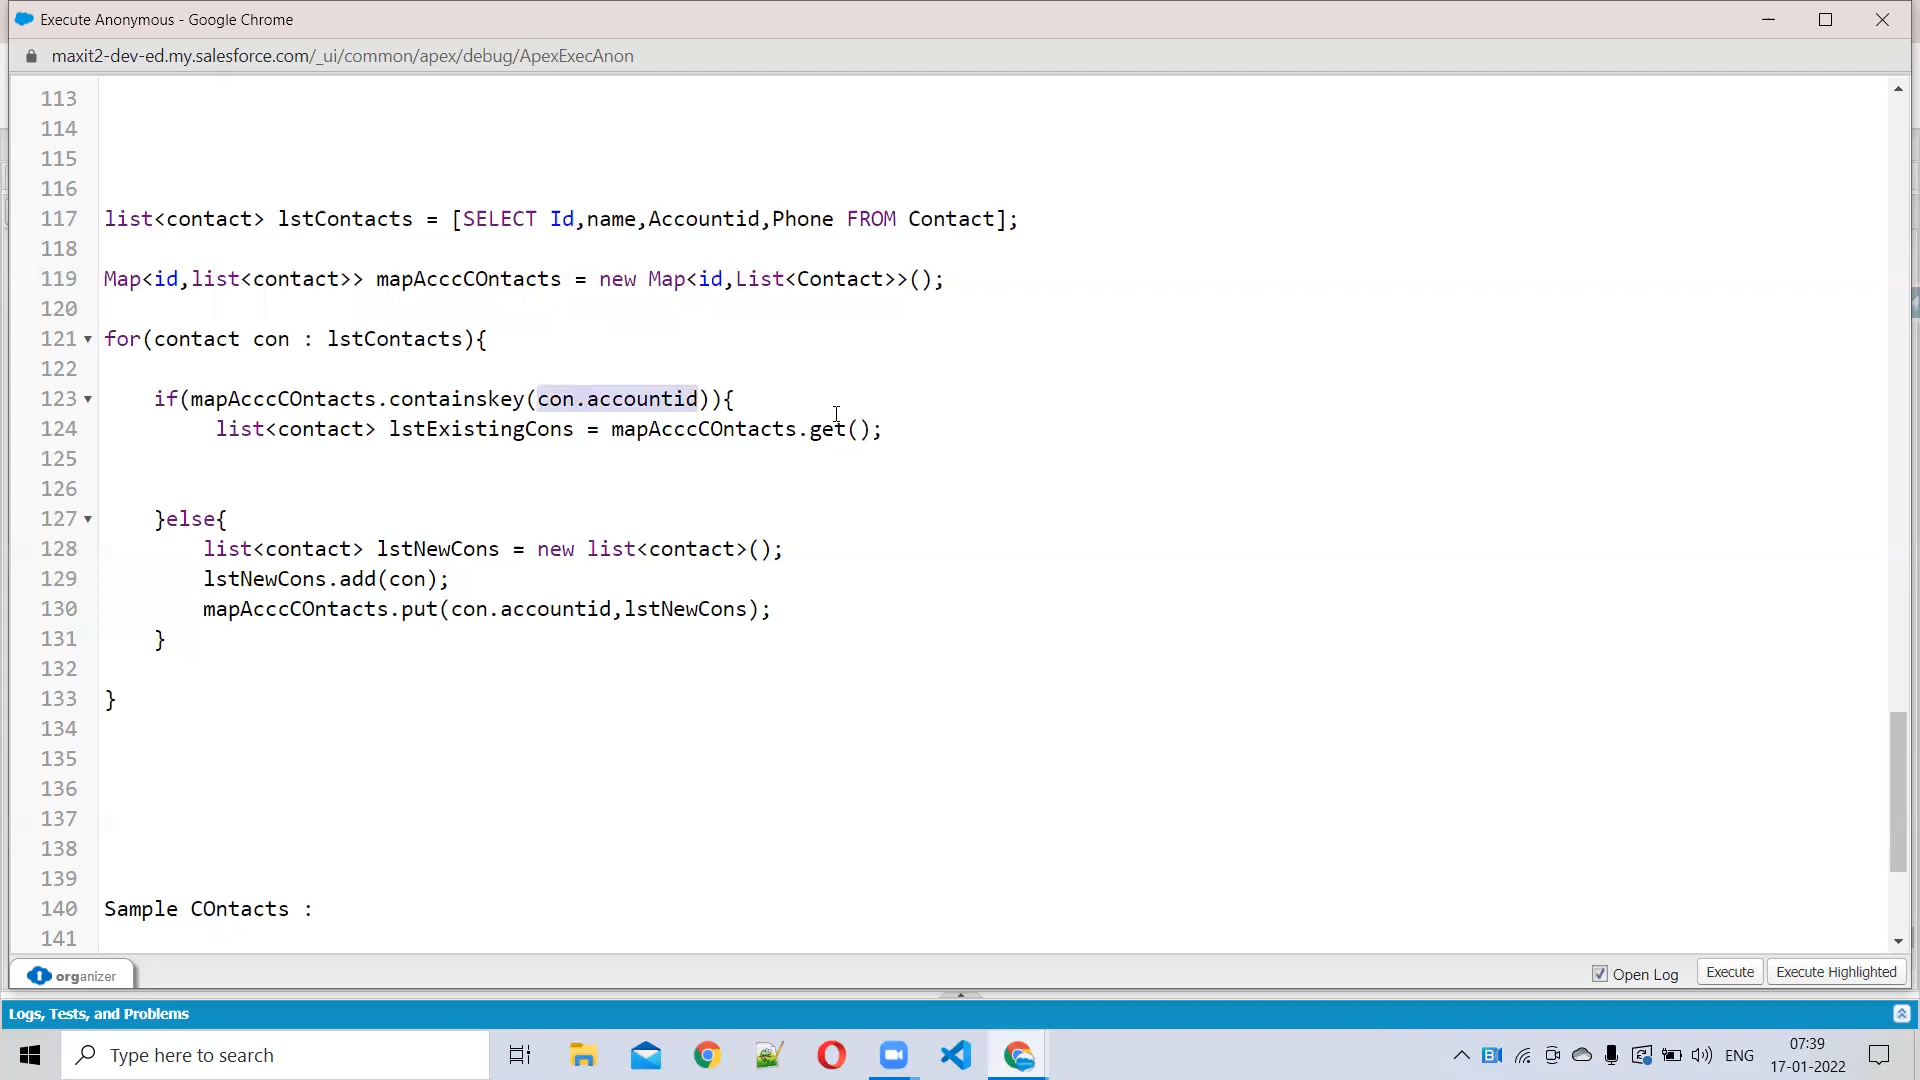 Execute Anonymous - Google Chrome
maxit2-dev-ed.my.salesforce.com/_ui/common/apex/debug/ApexExecAnon
113
114
115
116
117 list<contact> lstContacts = [SELECT Id,name,Accountid,Phone FROM Contact];
118
119 Map<id,list<contact>> mapAcccCOntacts = new Map<id,List<Contact>>();
120
121 for(contact con : lstContacts){
122
123 if(mapAcccCOntacts.containskey(con.accountid)){
124 list<contact> lstExistingCons = mapAcccCOntacts.get();
125
126
127 }else{
128 list<contact> lstNewCons = new list<contact>();
129 lstNewCons.add(con);
130 mapAcccCOntacts.put(con.accountid,lstNewCons);
131 }
132
133 }
134
135
136
137
138
139
140 Sample COntacts :
141
organizer
Open Log Execute Execute Highlighted
Logs, Tests, and Problems
Type here to search
ENG
07:39
17-01-2022